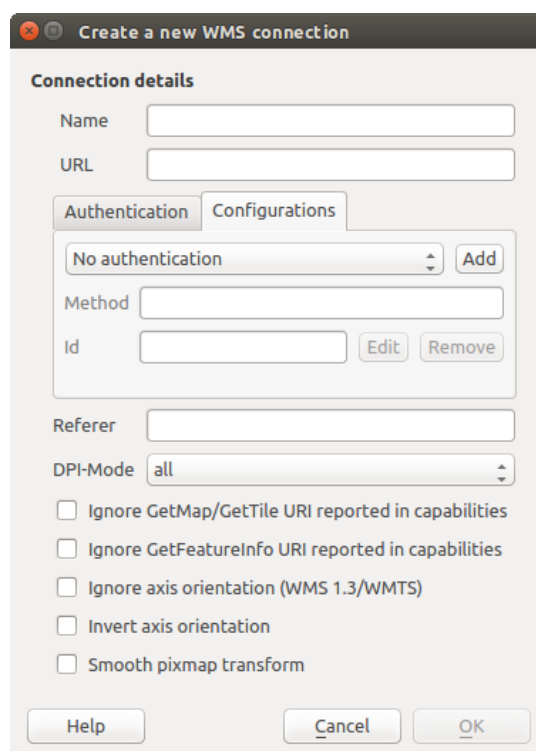 Create a new WMS connection
Connection details
Name
URL
Authentication Configurations
No authentication Add
Method
Id Edit Remove
Referer
DPI-Mode all
Ignore GetMap/GetTile URI reported in capabilities
Ignore GetFeatureInfo URI reported in capabilities
Ignore axis orientation (WMS 1.3/WMTS)
Invert axis orientation
Smooth pixmap transform
Help Cancel OK